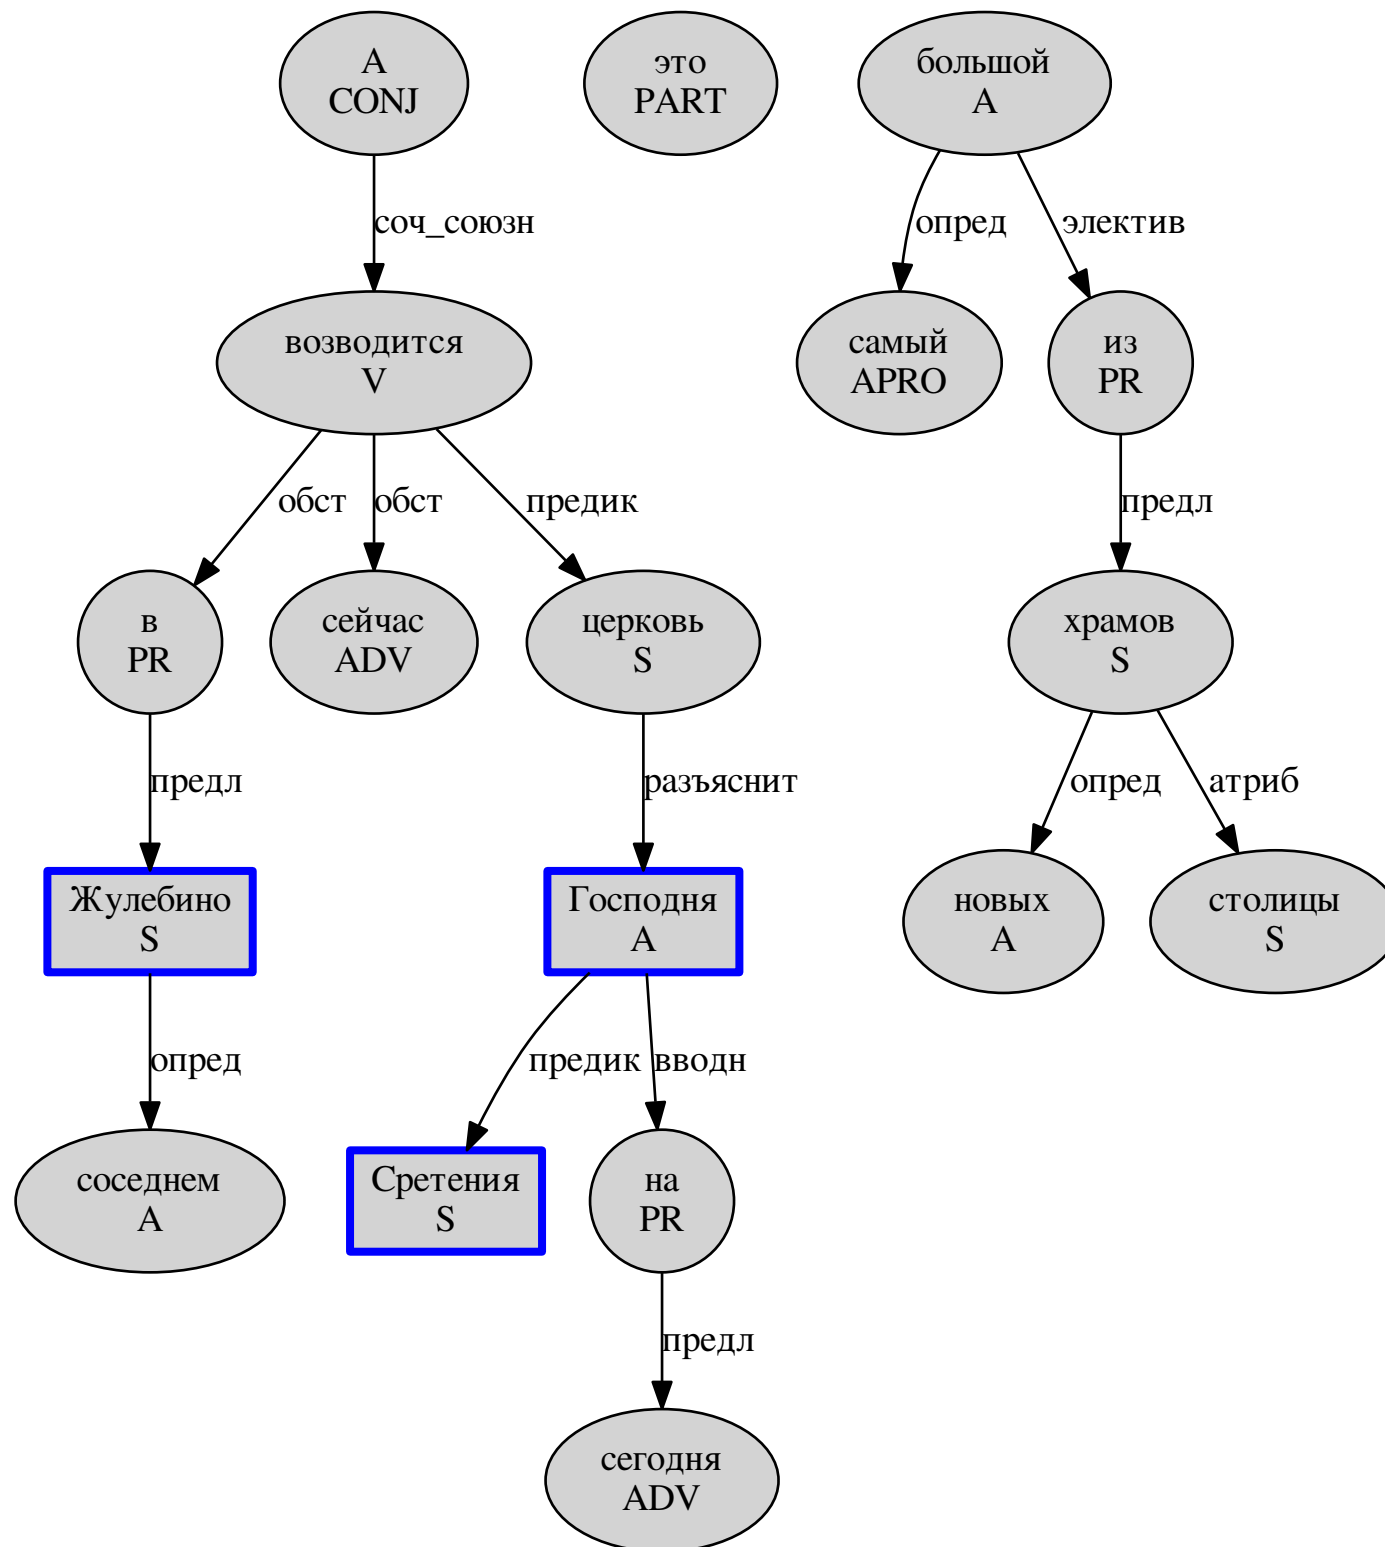 А
CONJ
это
PART
большой
A
соч_союзн
опред
электив
возводится
V
самый
APRO
из
PR
обст
обст
предик
предл
в
PR
сейчас
ADV
церковь
S
храмов
S
предл
разъяснит
опред
атриб
Жулебино
S
Господня
A
новых
A
столицы
S
опред
предик
вводн
соседнем
A
Сретения
S
на
PR
предл
сегодня
ADV